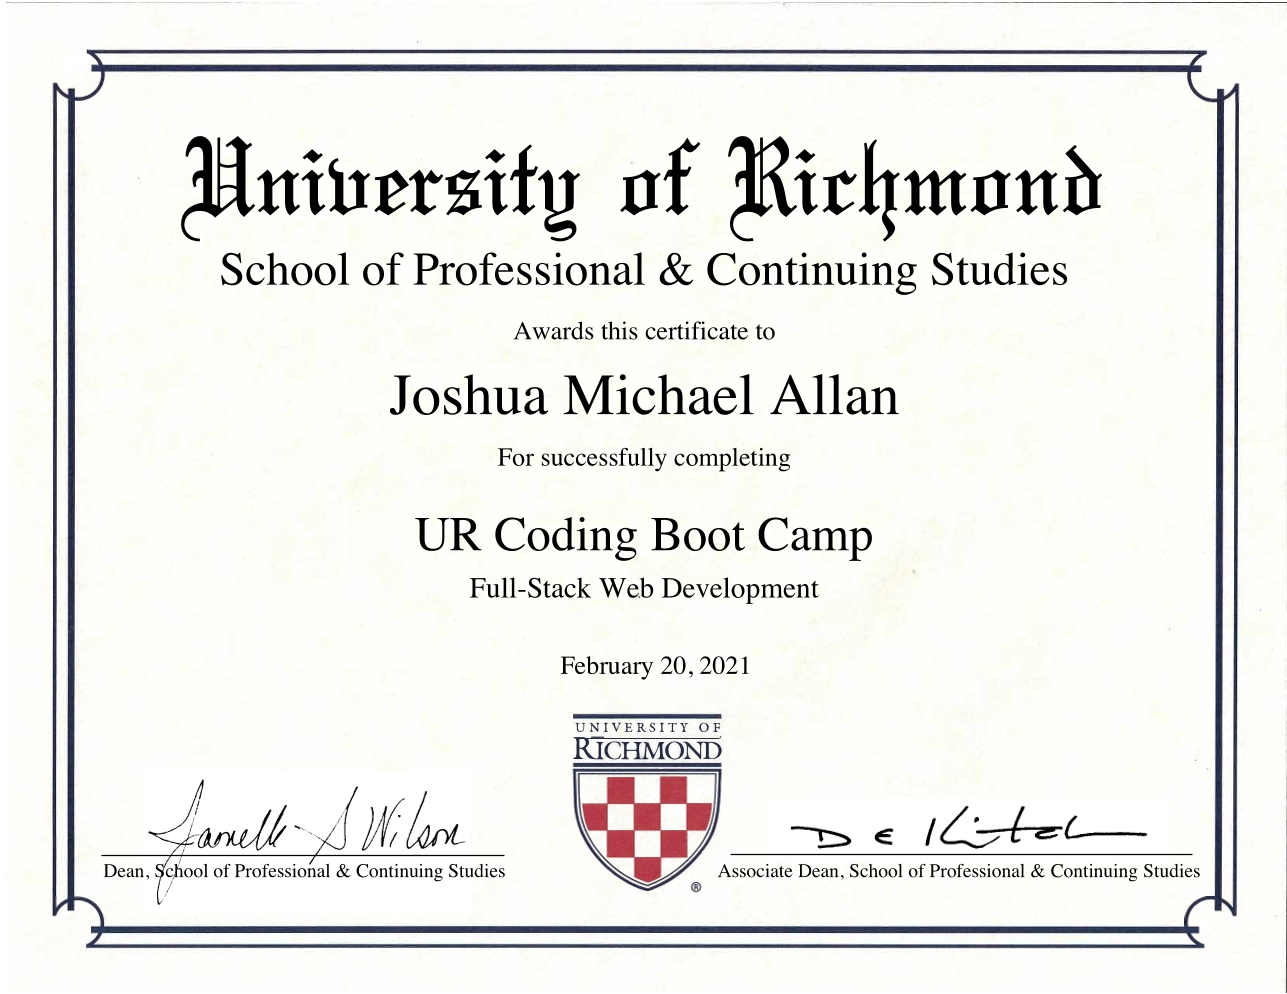 University of Richmond
School of Professional & Continuing Studies
Awards this certificate to
Joshua Michael Allan
For successfully completing
UR Coding Boot Camp
Full-Stack Web Development
February 20, 2021
UNIVERSITY OF
RICHMOND
®
Janelle S Wilson
Dean, School of Professional & Continuing Studies
D E Kitch
Associate Dean, School of Professional & Continuing Studies